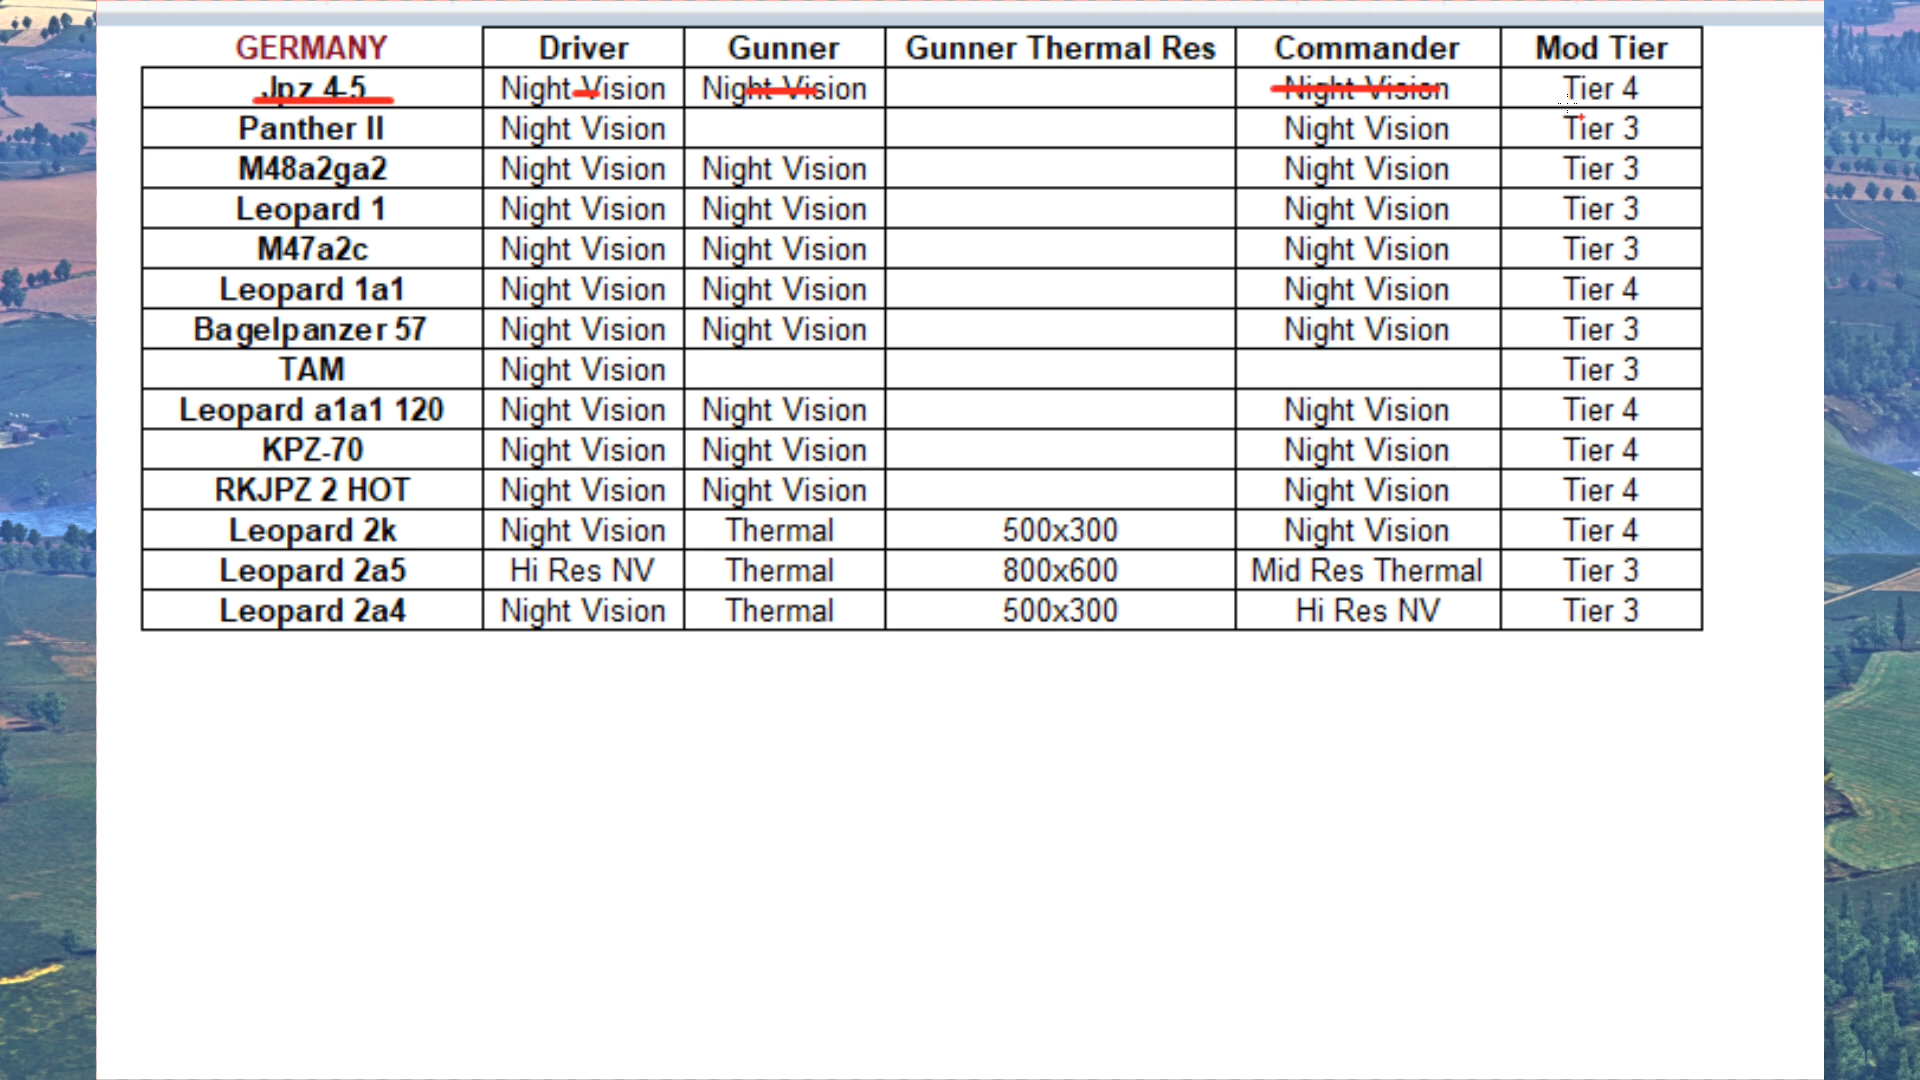 GERMANY Driver Gunner Gunner Thermal Res Commander Mod Tier
Jpz 4-5 Night Vision Night Vision Night Vision Tier 4
Panther II Night Vision Night Vision Tier 3
M48a2ga2 Night Vision Night Vision Night Vision Tier 3
Leopard 1 Night Vision Night Vision Night Vision Tier 3
M47a2c Night Vision Night Vision Night Vision Tier 3
Leopard 1a1 Night Vision Night Vision Night Vision Tier 4
Bagelpanzer 57 Night Vision Night Vision Night Vision Tier 3
TAM Night Vision Tier 3
Leopard a1a1 120 Night Vision Night Vision Night Vision Tier 4
KPZ-70 Night Vision Night Vision Night Vision Tier 4
RKJPZ 2 HOT Night Vision Night Vision Night Vision Tier 4
Leopard 2k Night Vision Thermal 500x300 Night Vision Tier 4
Leopard 2a5 Hi Res NV Thermal 800x600 Mid Res Thermal Tier 3
Leopard 2a4 Night Vision Thermal 500x300 Hi Res NV Tier 3